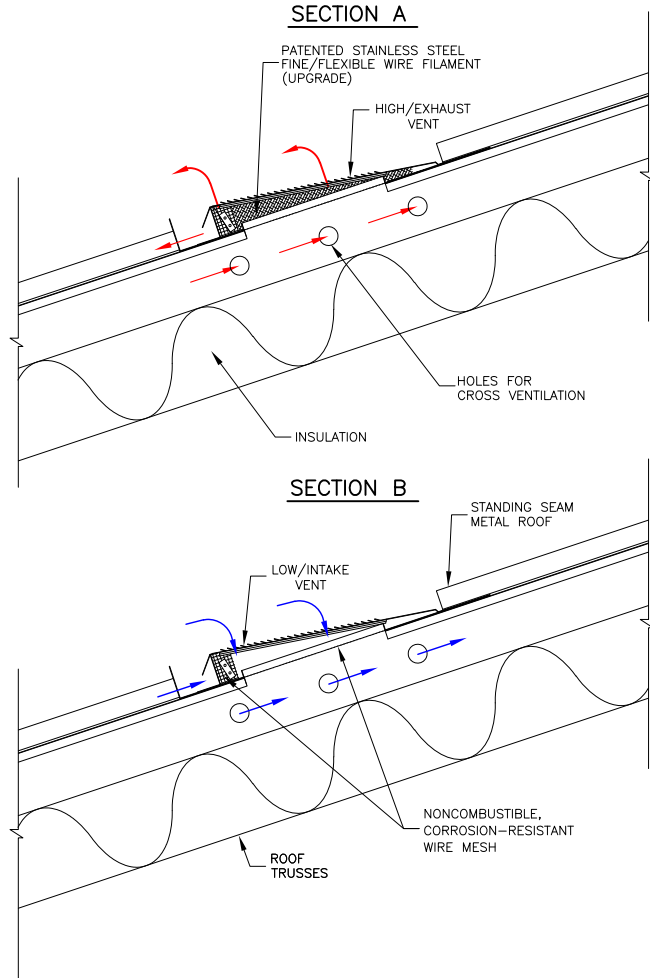 SECTION A
PATENTED STAINLESS STEEL
FINE/FLEXIBLE WIRE FILAMENT
(UPGRADE)
HIGH/EXHAUST
VENT
HOLES FOR
CROSS VENTILATION
INSULATION
SECTION B
STANDING SEAM
METAL ROOF
LOW/INTAKE
VENT
NONCOMBUSTIBLE,
CORROSION-RESISTANT
WIRE MESH
ROOF
TRUSSES